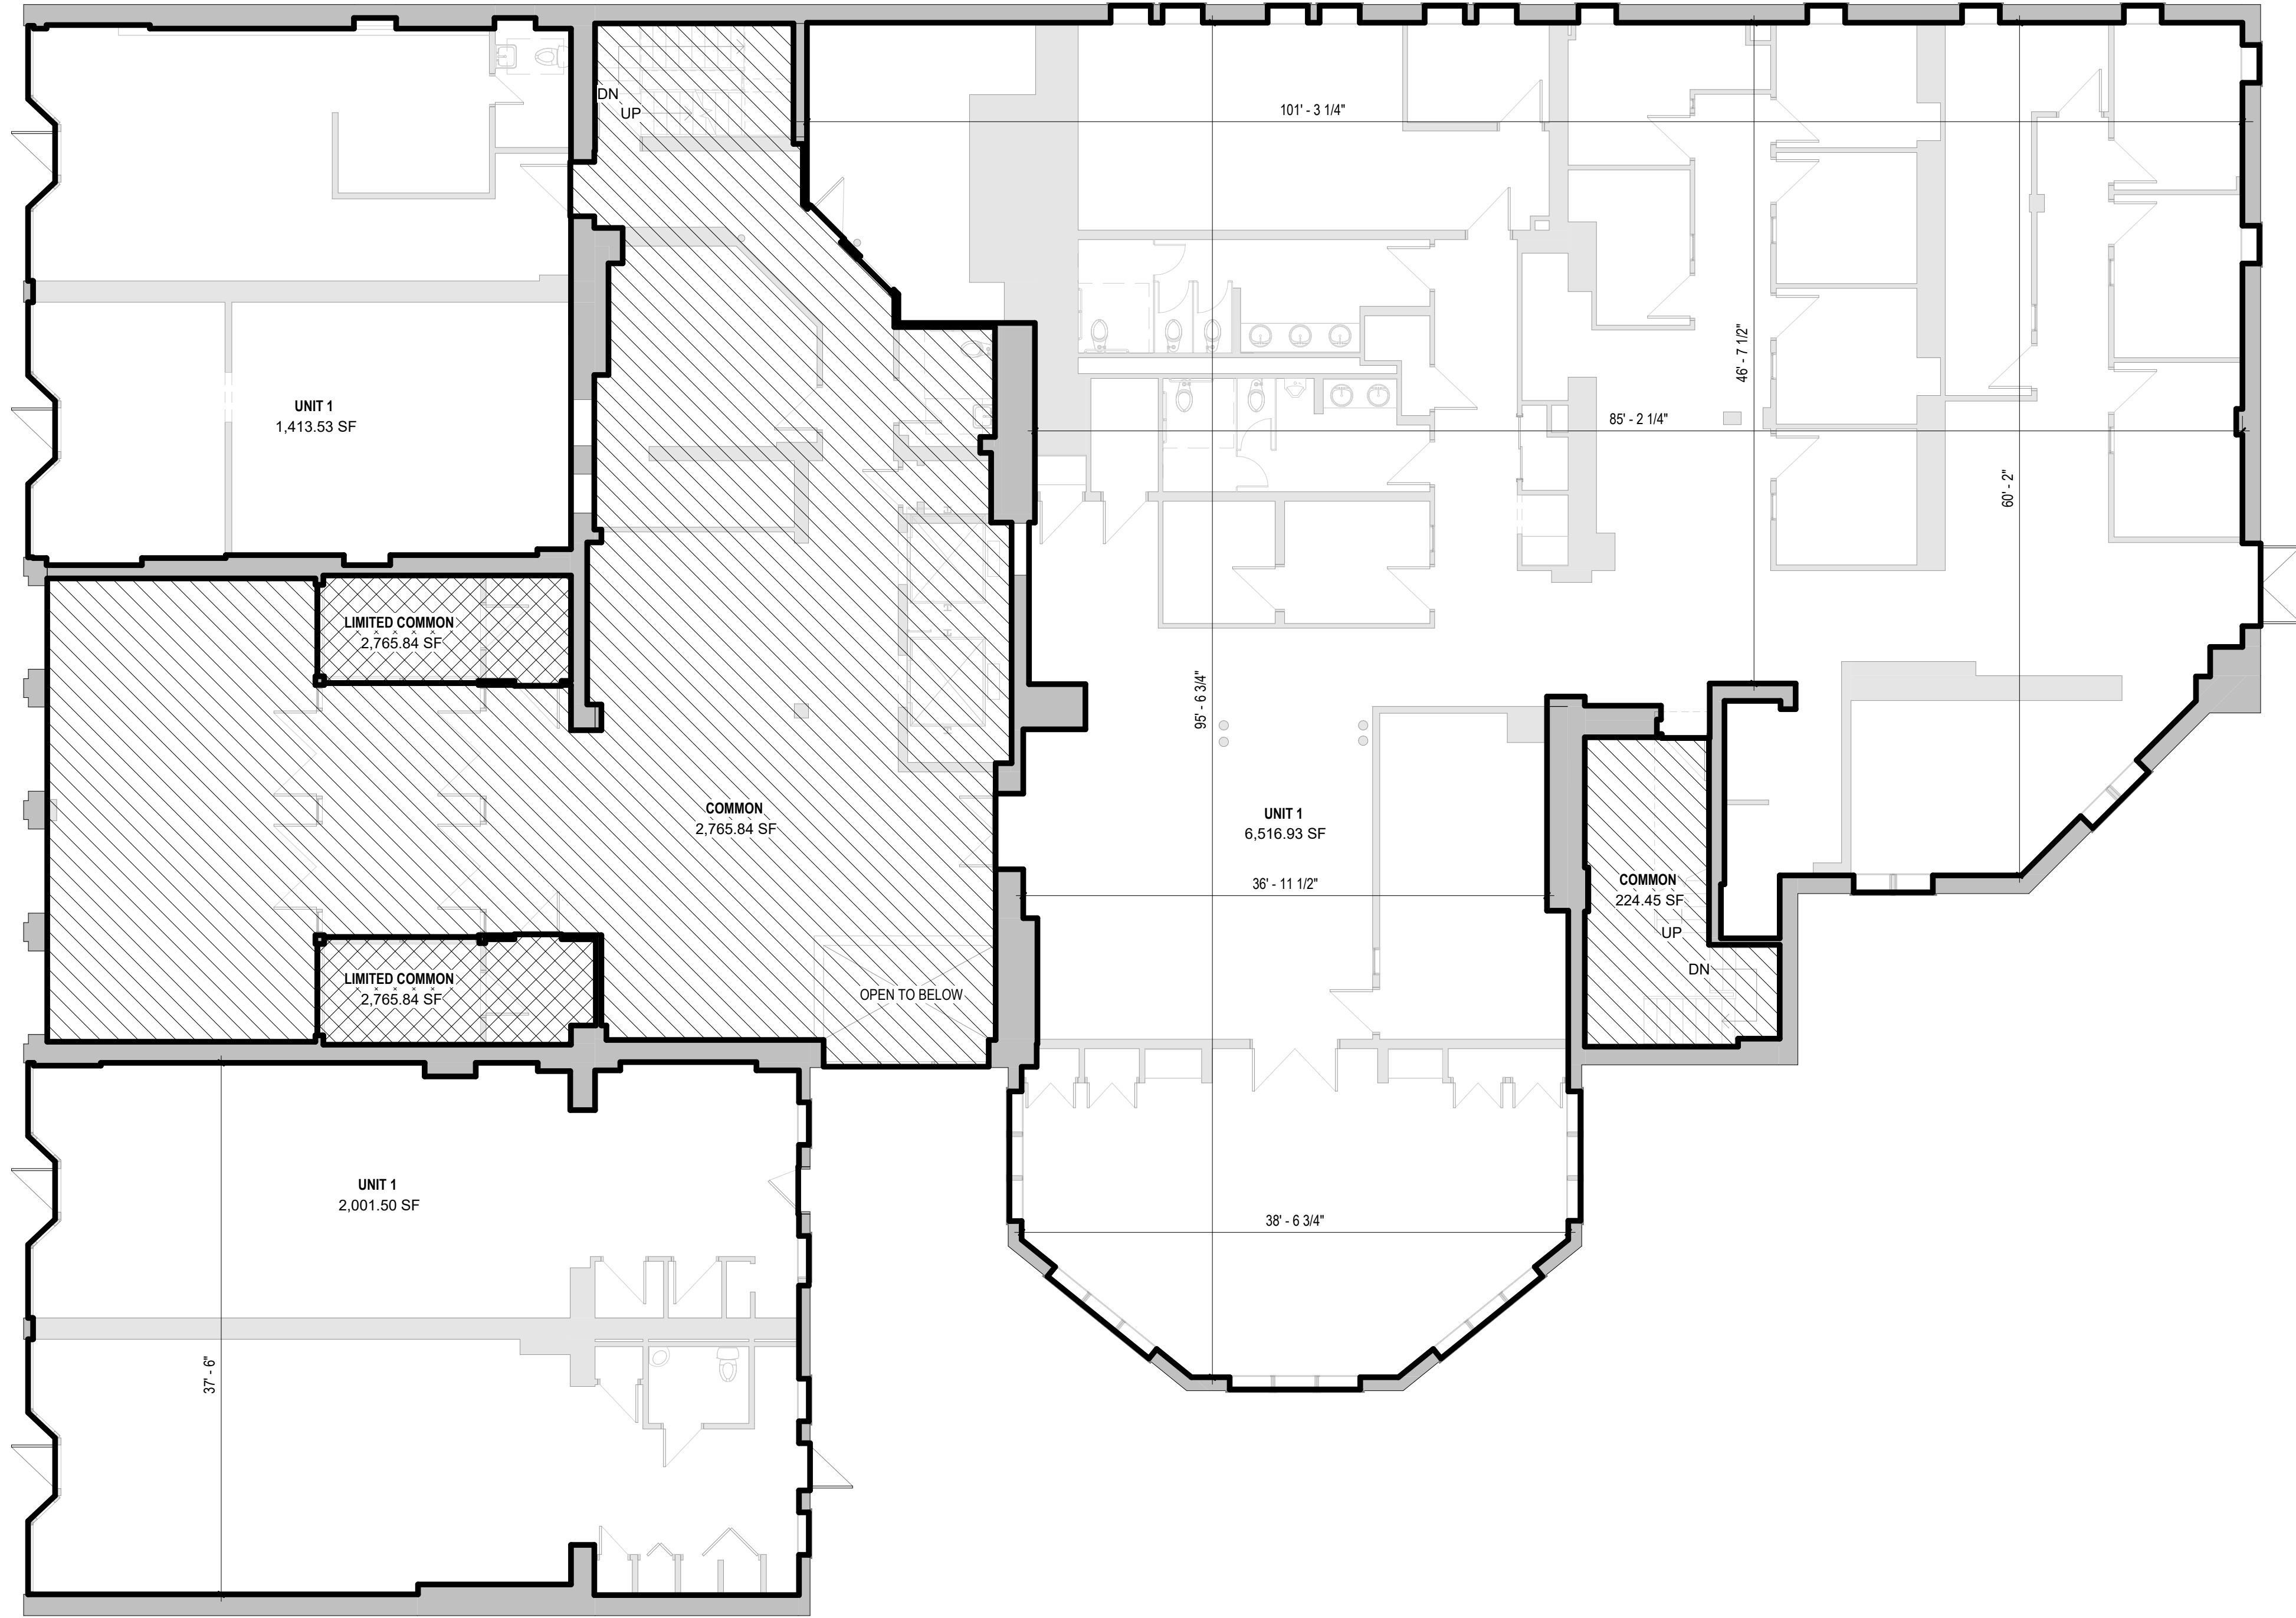 DN
UP
101' - 3 1/4"
46' - 7 1/2"
UNIT 1
1,413.53 SF
85' - 2 1/4"
60' - 2"
LIMITED COMMON
2,765.84 SF
95' - 6 3/4"
COMMON
2,765.84 SF
UNIT 1
6,516.93 SF
36' - 11 1/2"
COMMON
224.45 SF
UP
DN
LIMITED COMMON
2,765.84 SF
OPEN TO BELOW
UNIT 1
2,001.50 SF
38' - 6 3/4"
37' - 6"